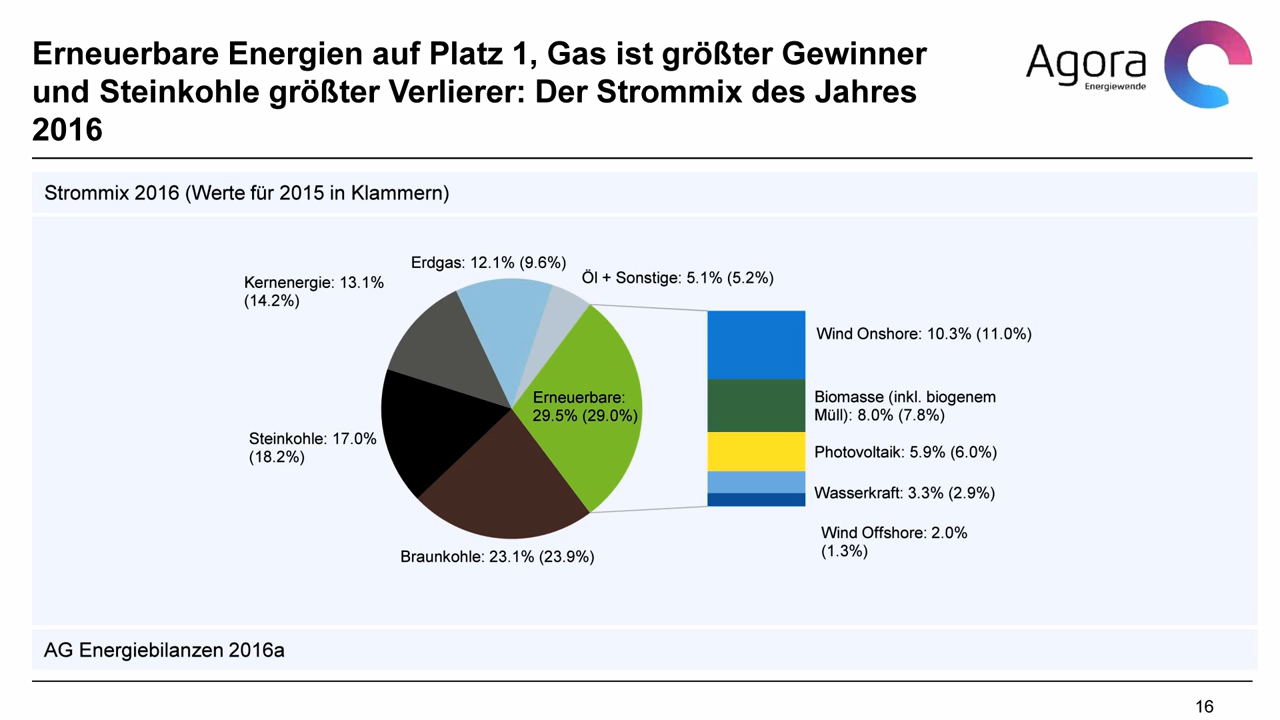 Erneuerbare Energien auf Platz 1, Gas ist größter Gewinner
und Steinkohle größter Verlierer: Der Strommix des Jahres
2016
Agora
Energiewende
Strommix 2016 (Werte für 2015 in Klammern)
Erdgas: 12.1% (9.6%)
Öl + Sonstige: 5.1% (5.2%)
Kernenergie: 13.1%
(14.2%)
Wind Onshore: 10.3% (11.0%)
Erneuerbare:
29.5% (29.0%)
Biomasse (inkl. biogenem
Müll): 8.0% (7.8%)
Steinkohle: 17.0%
(18.2%)
Photovoltaik: 5.9% (6.0%)
Wasserkraft: 3.3% (2.9%)
Wind Offshore: 2.0%
(1.3%)
Braunkohle: 23.1% (23.9%)
AG Energiebilanzen 2016a
16